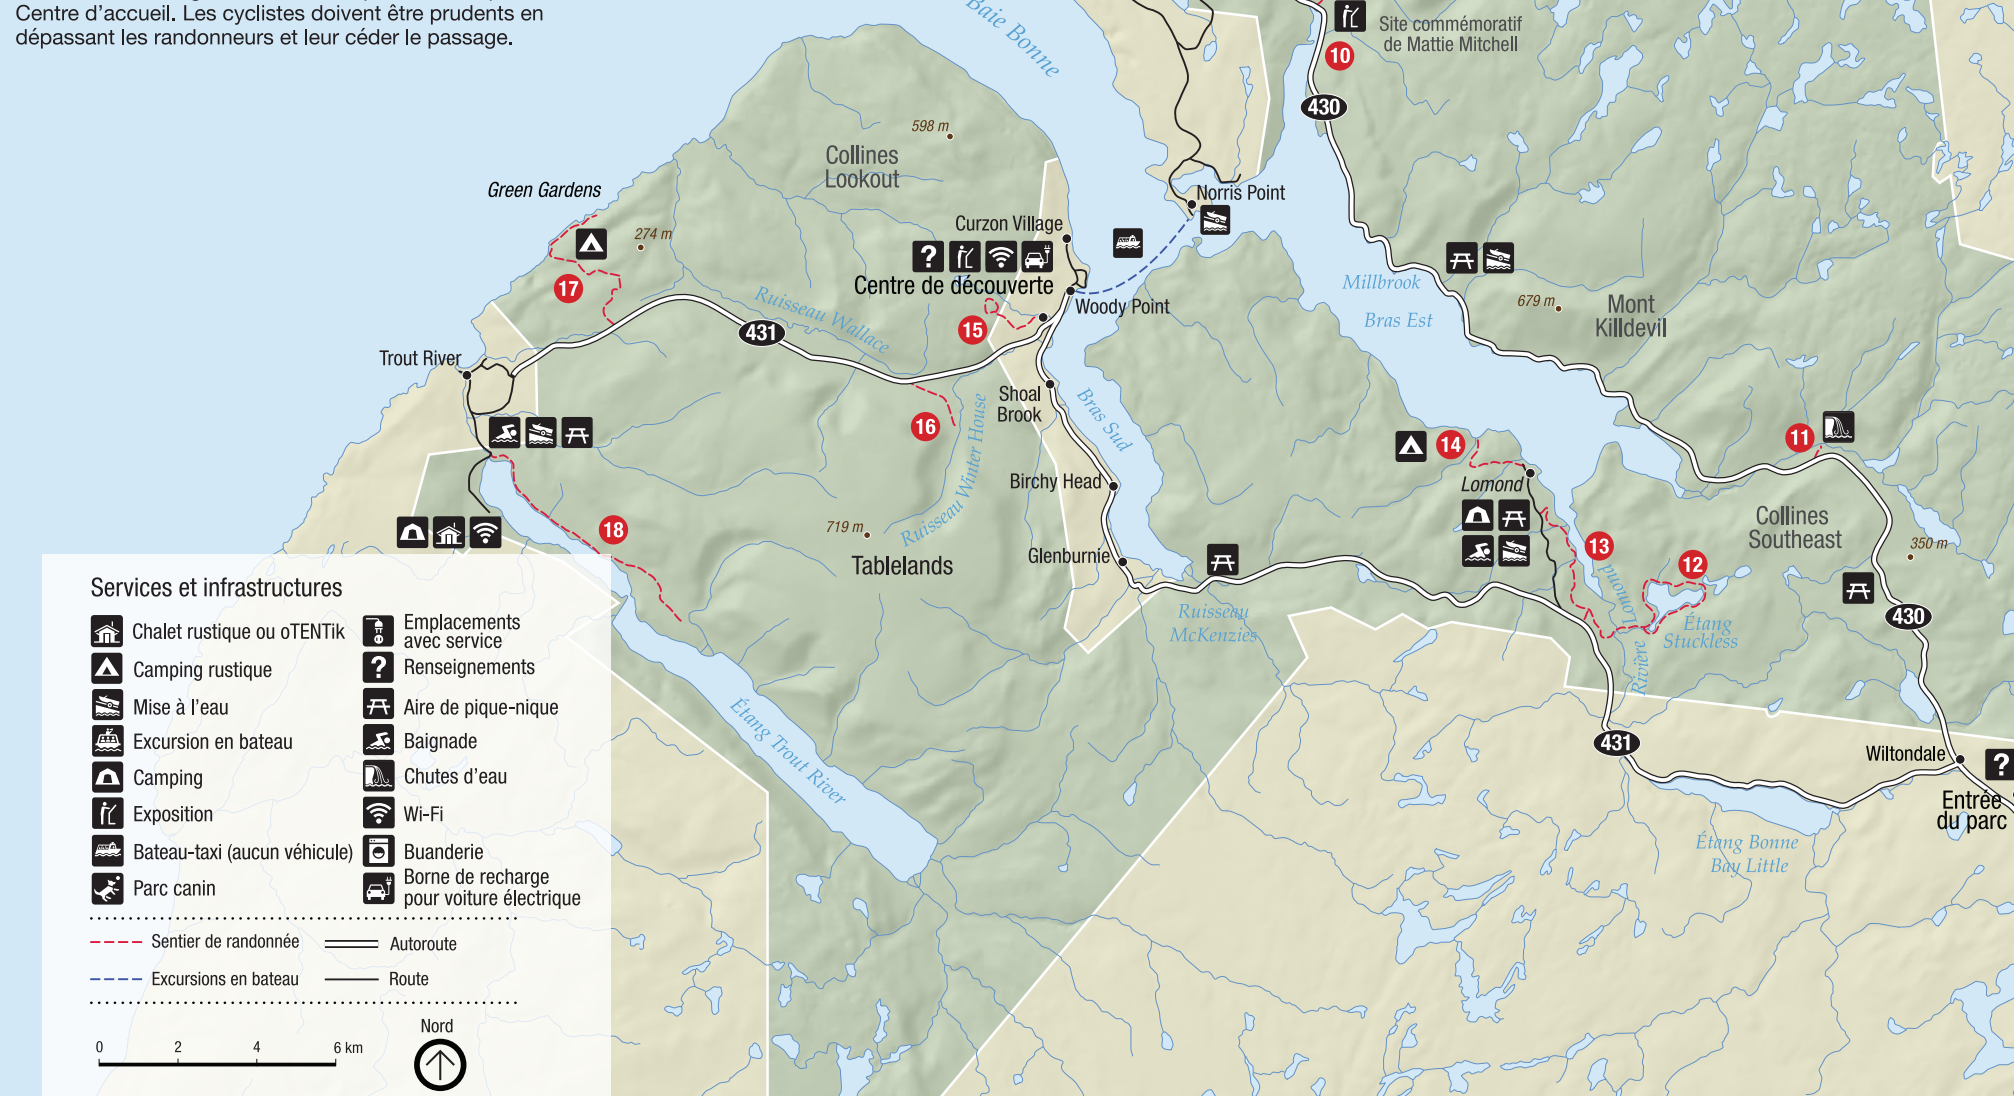 Centre d'accueil. Les cyclistes doivent être prudents en
dépassant les randonneurs et leur céder le passage.
Baie Bonne
Site commémoratif
de Mattie Mitchell
10
430
598 m
Collines
Lookout
Green Gardens
274 m
17
Norris Point
Curzon Village
?
Centre de découverte
Woody Point
15
Ruisseau Wallace
431
Millbrook
Bras Est
679 m
Mont
Killdevil
Trout River
Shoal
Brook
Bras Sud
16
Ruisseau Winter House
14
11
Birchy Head
Lomond
18
719 m
Tablelands
Glenburnie
Collines
Southeast
350 m
13
12
Rivière Lomond
Étang
Stuckless
430
Ruisseau
McKenzies
Étang Trout River
431
Wiltondale
?
Entrée
du parc
Étang Bonne
Bay Little
Services et infrastructures
Chalet rustique ou oTENTik
Camping rustique
Mise à l'eau
Excursion en bateau
Camping
Exposition
Bateau-taxi (aucun véhicule)
Parc canin
Emplacements
avec service
?
Renseignements
Aire de pique-nique
Baignade
Chutes d'eau
Wi-Fi
Buanderie
Borne de recharge
pour voiture électrique
Sentier de randonnée
Autoroute
Excursions en bateau
Route
Nord
0 2 4 6 km